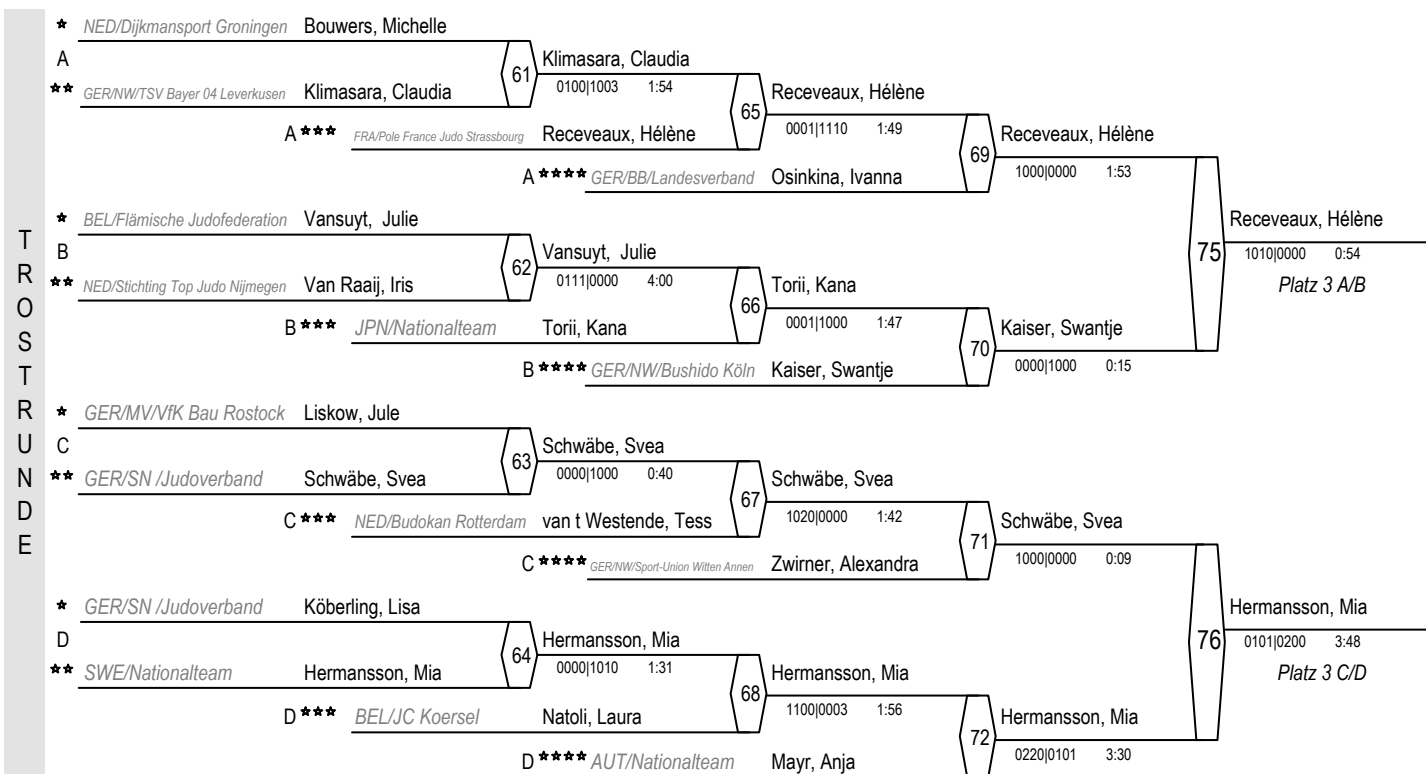 TROSTRUNDE
* NED/Dijkmansport Groningen Bouwers, Michelle
A
** GER/NW/TSV Bayer 04 Leverkusen Klimasara, Claudia
61
Klimasara, Claudia
0100|1003 1:54
A *** FRA/Pole France Judo Strassbourg Receveaux, Hélène
65
Receveaux, Hélène
0001|1110 1:49
A **** GER/BB/Landesverband Osinkina, Ivanna
69
Receveaux, Hélène
1000|0000 1:53
* BEL/Flämische Judofederation Vansuyt, Julie
B
** NED/Stichting Top Judo Nijmegen Van Raaij, Iris
62
Vansuyt, Julie
0111|0000 4:00
B *** JPN/Nationalteam Torii, Kana
66
Torii, Kana
0001|1000 1:47
B **** GER/NW/Bushido Köln Kaiser, Swantje
70
Kaiser, Swantje
0000|1000 0:15
75
Receveaux, Hélène
1010|0000 0:54
Platz 3 A/B
* GER/MV/VfK Bau Rostock Liskow, Jule
C
** GER/SN /Judoverband Schwäbe, Svea
63
Schwäbe, Svea
0000|1000 0:40
C *** NED/Budokan Rotterdam van t Westende, Tess
67
Schwäbe, Svea
1020|0000 1:42
C **** GER/NW/Sport-Union Witten Annen Zwirner, Alexandra
71
Schwäbe, Svea
1000|0000 0:09
* GER/SN /Judoverband Köberling, Lisa
D
** SWE/Nationalteam Hermansson, Mia
64
Hermansson, Mia
0000|1010 1:31
D *** BEL/JC Koersel Natoli, Laura
68
Hermansson, Mia
1100|0003 1:56
D **** AUT/Nationalteam Mayr, Anja
72
Hermansson, Mia
0220|0101 3:30
76
Hermansson, Mia
0101|0200 3:48
Platz 3 C/D